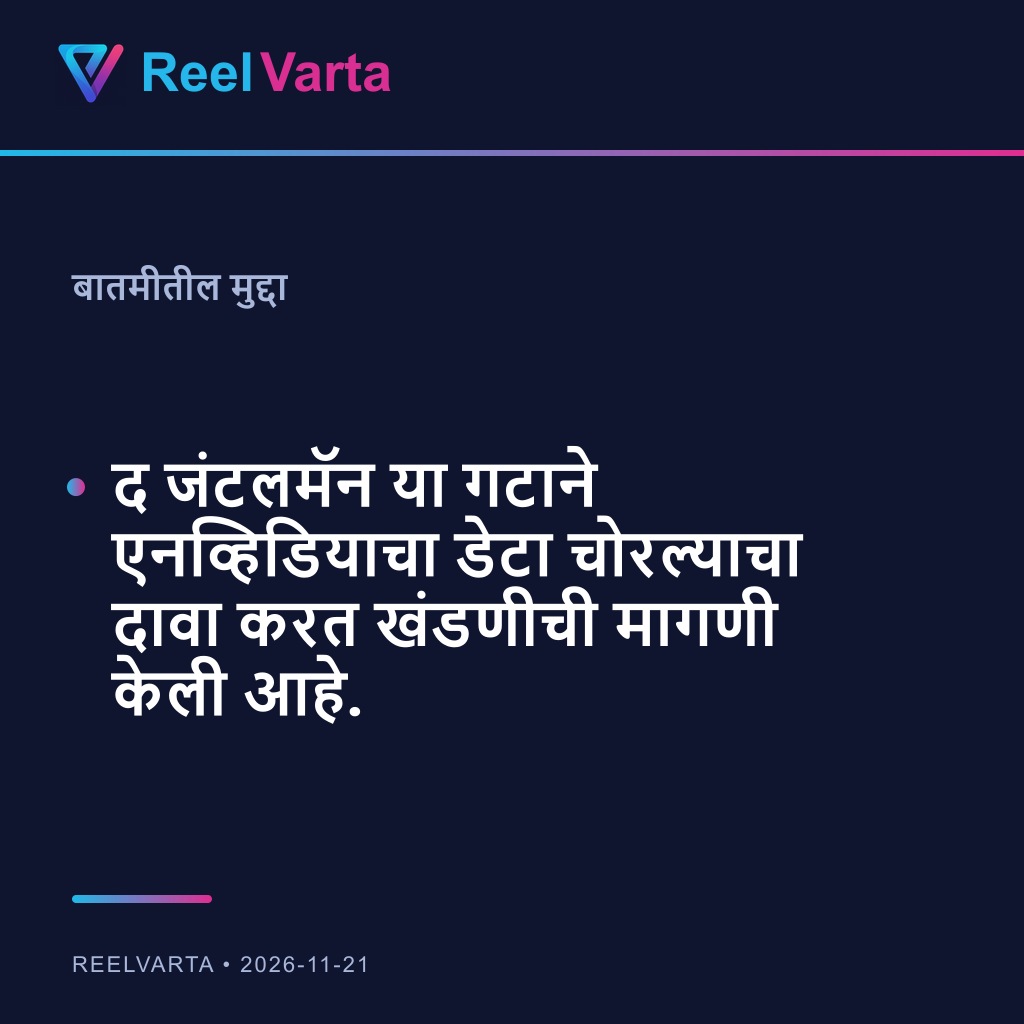 ReelVarta
बातमीतील मुद्दा
• द जंटलमॅन या गटाने
एनव्हिडियाचा डेटा चोरल्याचा
दावा करत खंडणीची मागणी
केली आहे.
REELVARTA • 2026-11-21